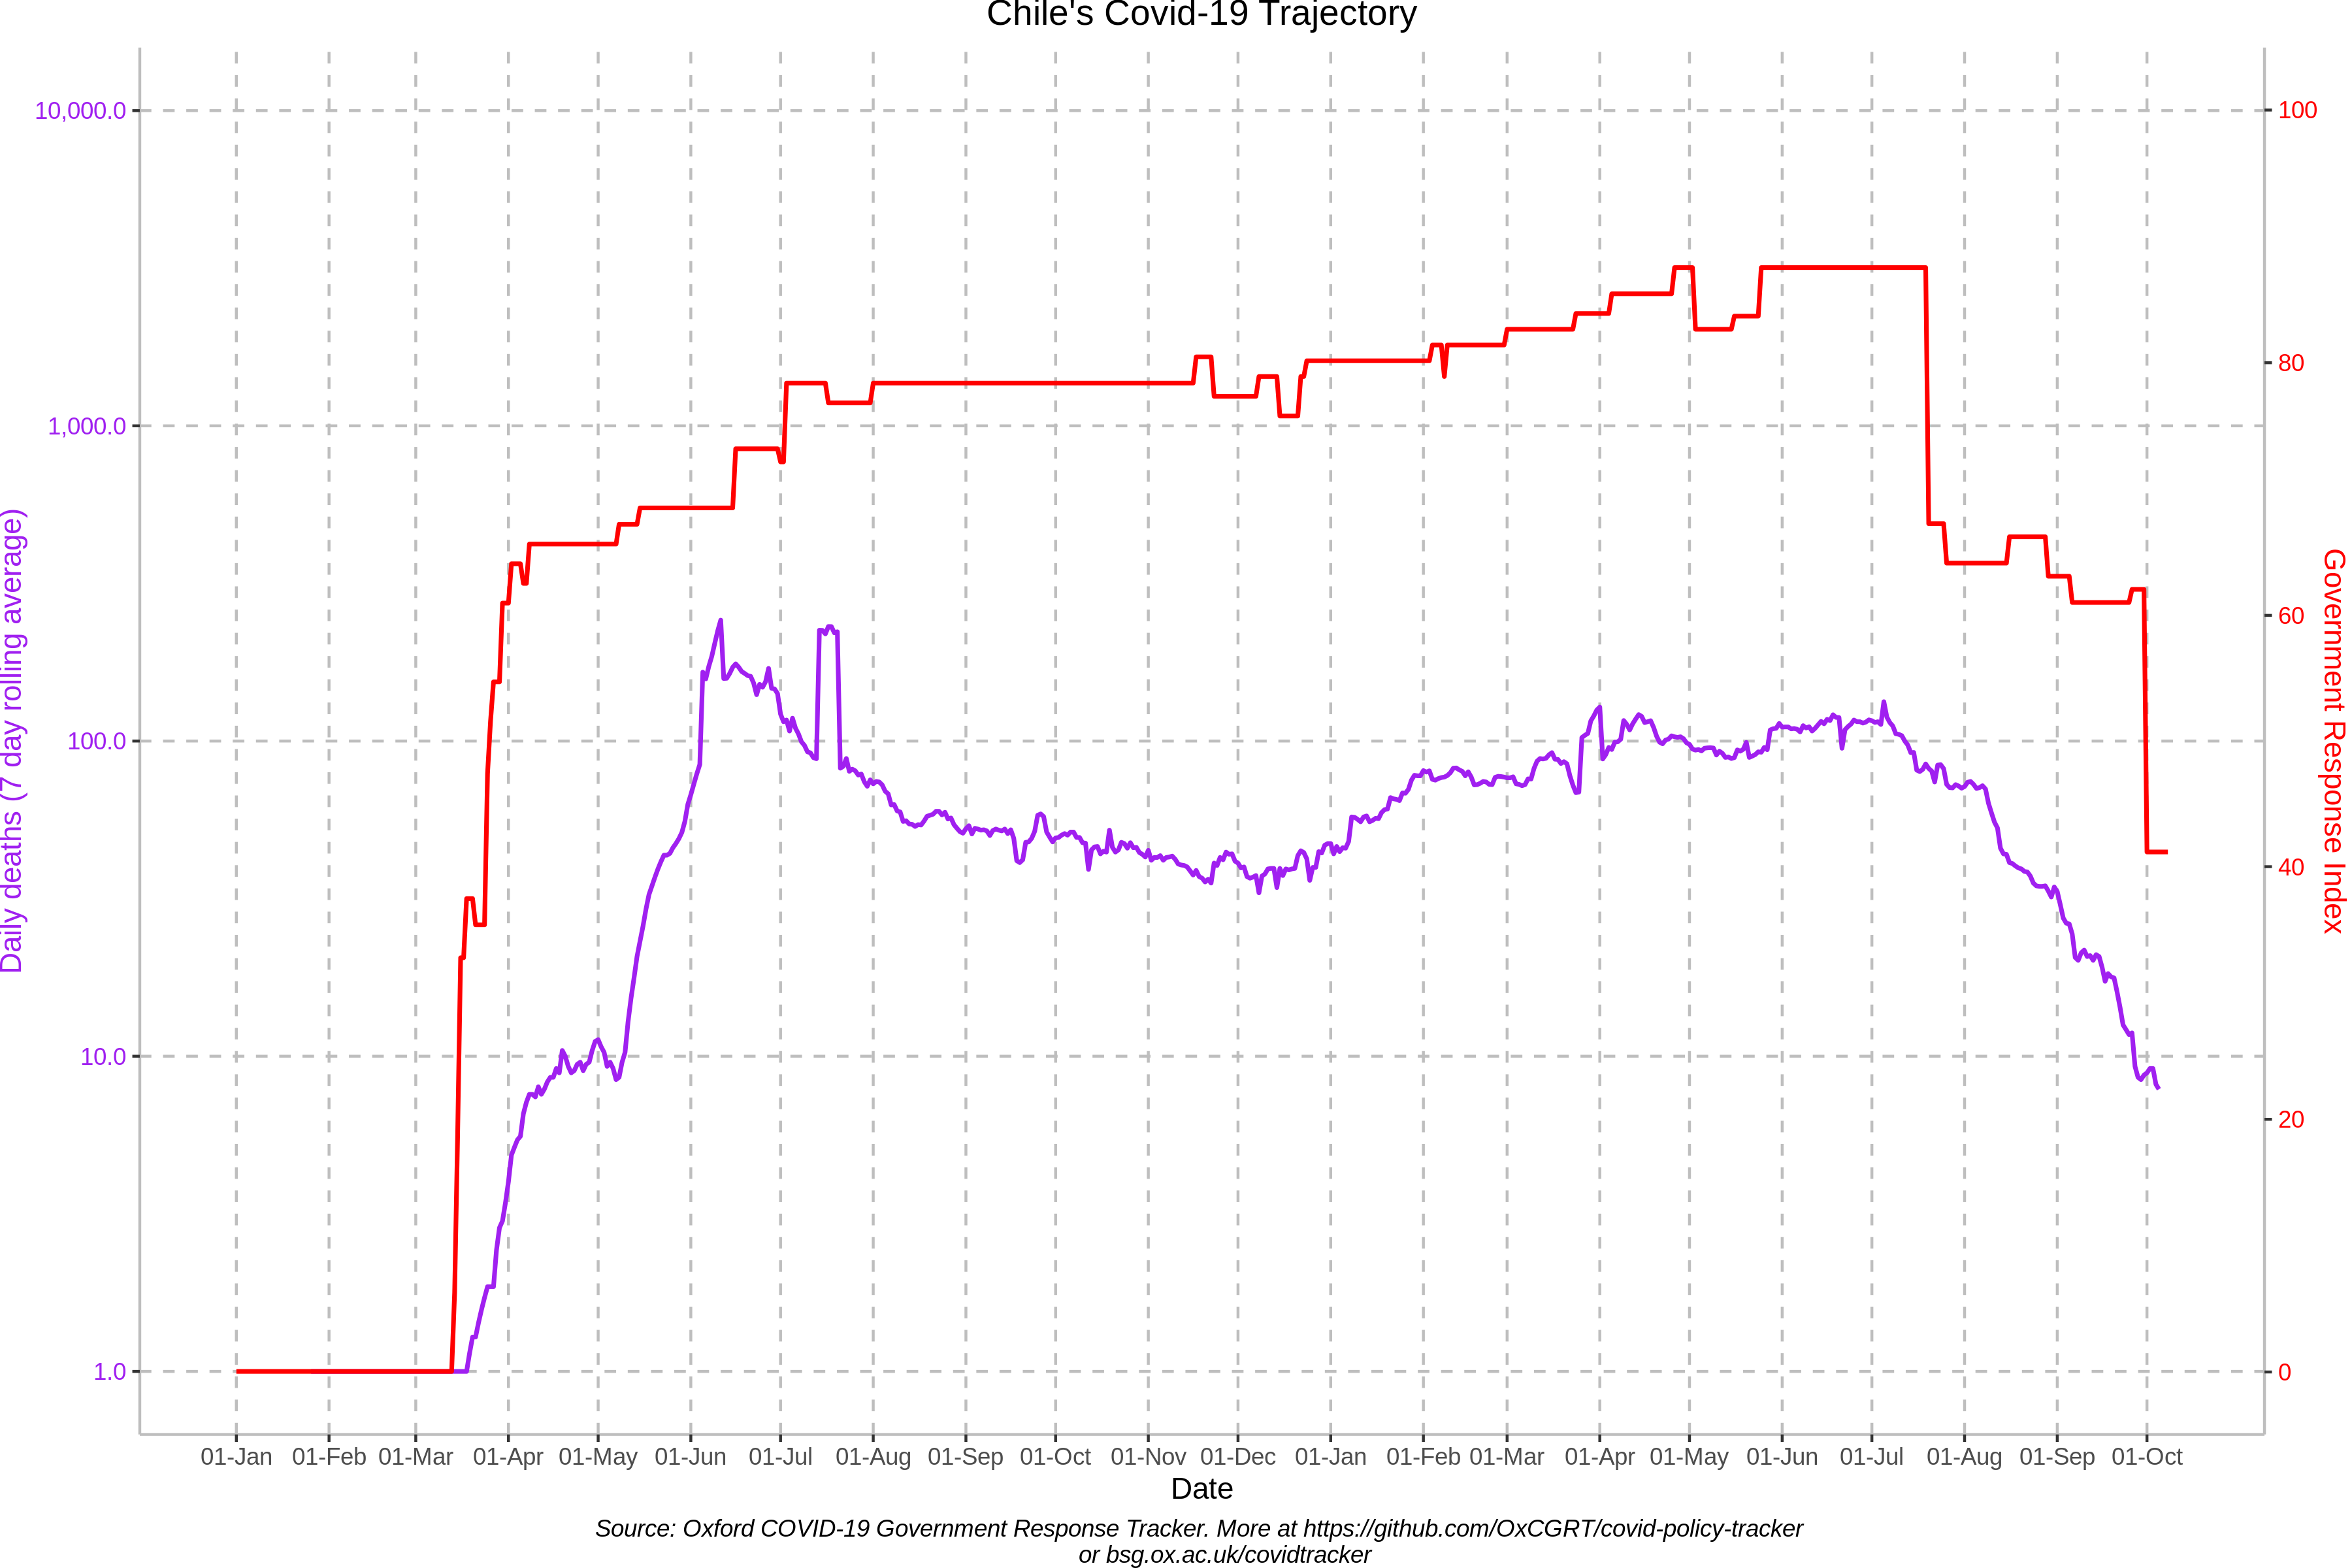 Chile's Covid-19 Trajectory
10,000.0
1,000.0
100.0
10.0
1.0
Daily deaths (7 day rolling average)
100
80
60
40
20
0
Government Response Index
01-Jan 01-Feb 01-Mar 01-Apr 01-May 01-Jun 01-Jul 01-Aug 01-Sep 01-Oct 01-Nov 01-Dec 01-Jan 01-Feb 01-Mar 01-Apr 01-May 01-Jun 01-Jul 01-Aug 01-Sep 01-Oct
Date
Source: Oxford COVID-19 Government Response Tracker. More at https://github.com/OxCGRT/covid-policy-tracker
or bsg.ox.ac.uk/covidtracker